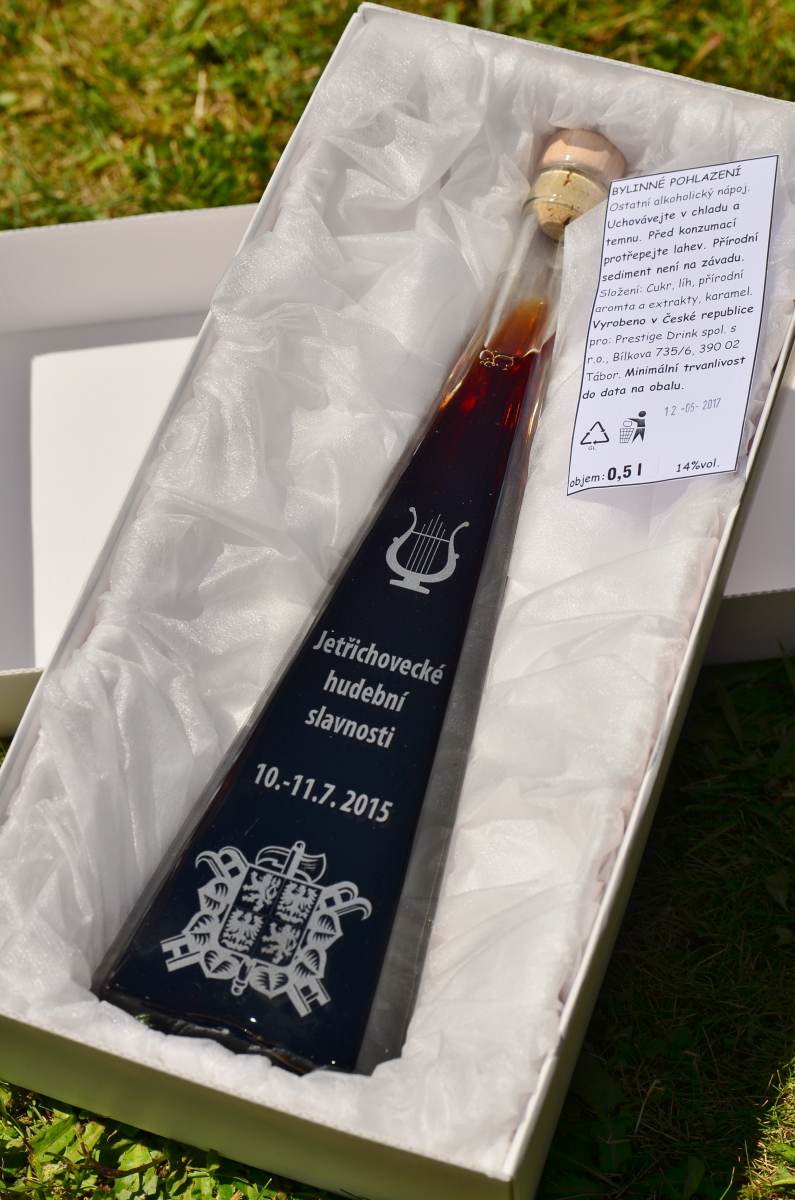 BYLINNÉ POHLAZENÍ
Ostatní alkoholický nápoj.
Uchovávejte v chladu a
temnu. Před konzumací
protřepejte lahev. Přírodní
sediment není na závadu.
Složení: Cukr, líh, přírodní
aromta a extrakty, karamel.
Vyrobeno v České republice
pro: Prestige Drink spol. s
r.o., Bílkova 735/6, 390 02
Tábor. Minimální trvanlivost
do data na obalu.
12.-05-2017
GL
objem: 0,5 l 14%vol.
Jetřichovecké
hudební
slavnosti
10.-11.7. 2015